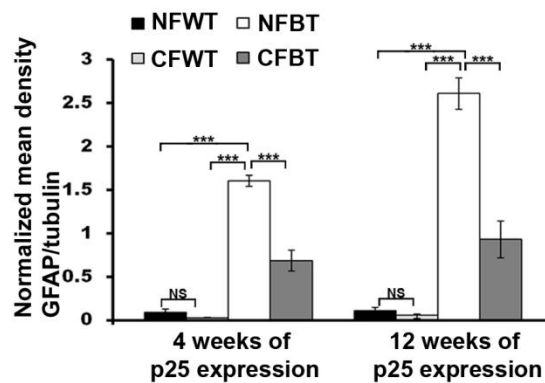 NFWT NFBT
CFWT CFBT
Normalized mean density
GFAP/tubulin
3
2.5
2
1.5
1
0.5
0
*** *** ***
NS
*** *** ***
NS
4 weeks of
p25 expression
12 weeks of
p25 expression